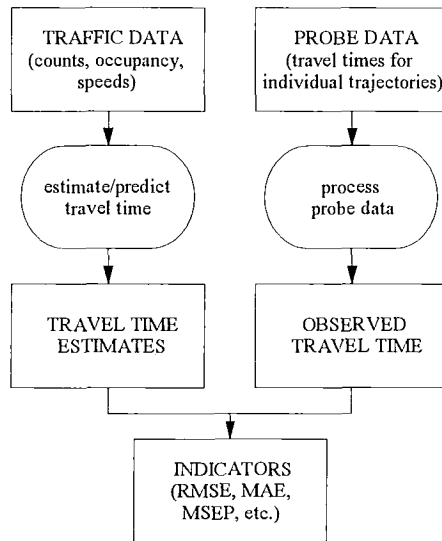 TRAFFIC DATA
(counts, occupancy,
speeds)
PROBE DATA
(travel times for
individual trajectories)
estimate/predict
travel time
process
probe data
TRAVEL TIME
ESTIMATES
OBSERVED
TRAVEL TIME
INDICATORS
(RMSE, MAE,
MSEP, etc.)